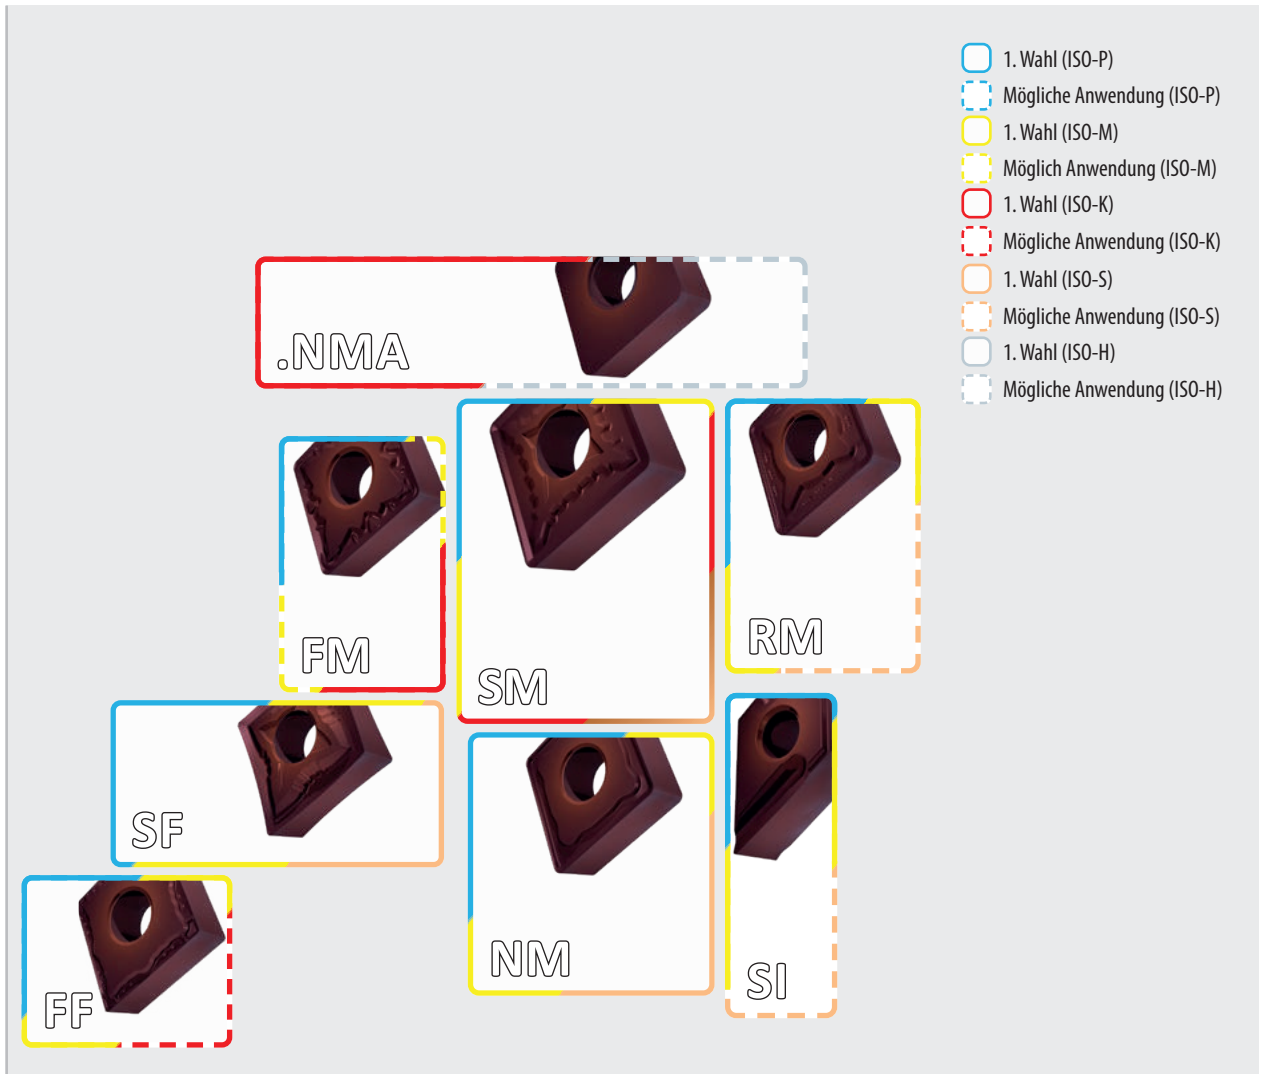 1. Wahl (ISO-P)
Mögliche Anwendung (ISO-P)
1. Wahl (ISO-M)
Möglich Anwendung (ISO-M)
1. Wahl (ISO-K)
Mögliche Anwendung (ISO-K)
1. Wahl (ISO-S)
Mögliche Anwendung (ISO-S)
1. Wahl (ISO-H)
Mögliche Anwendung (ISO-H)
.NMA
FM
SM
RM
SF
NM
SI
FF